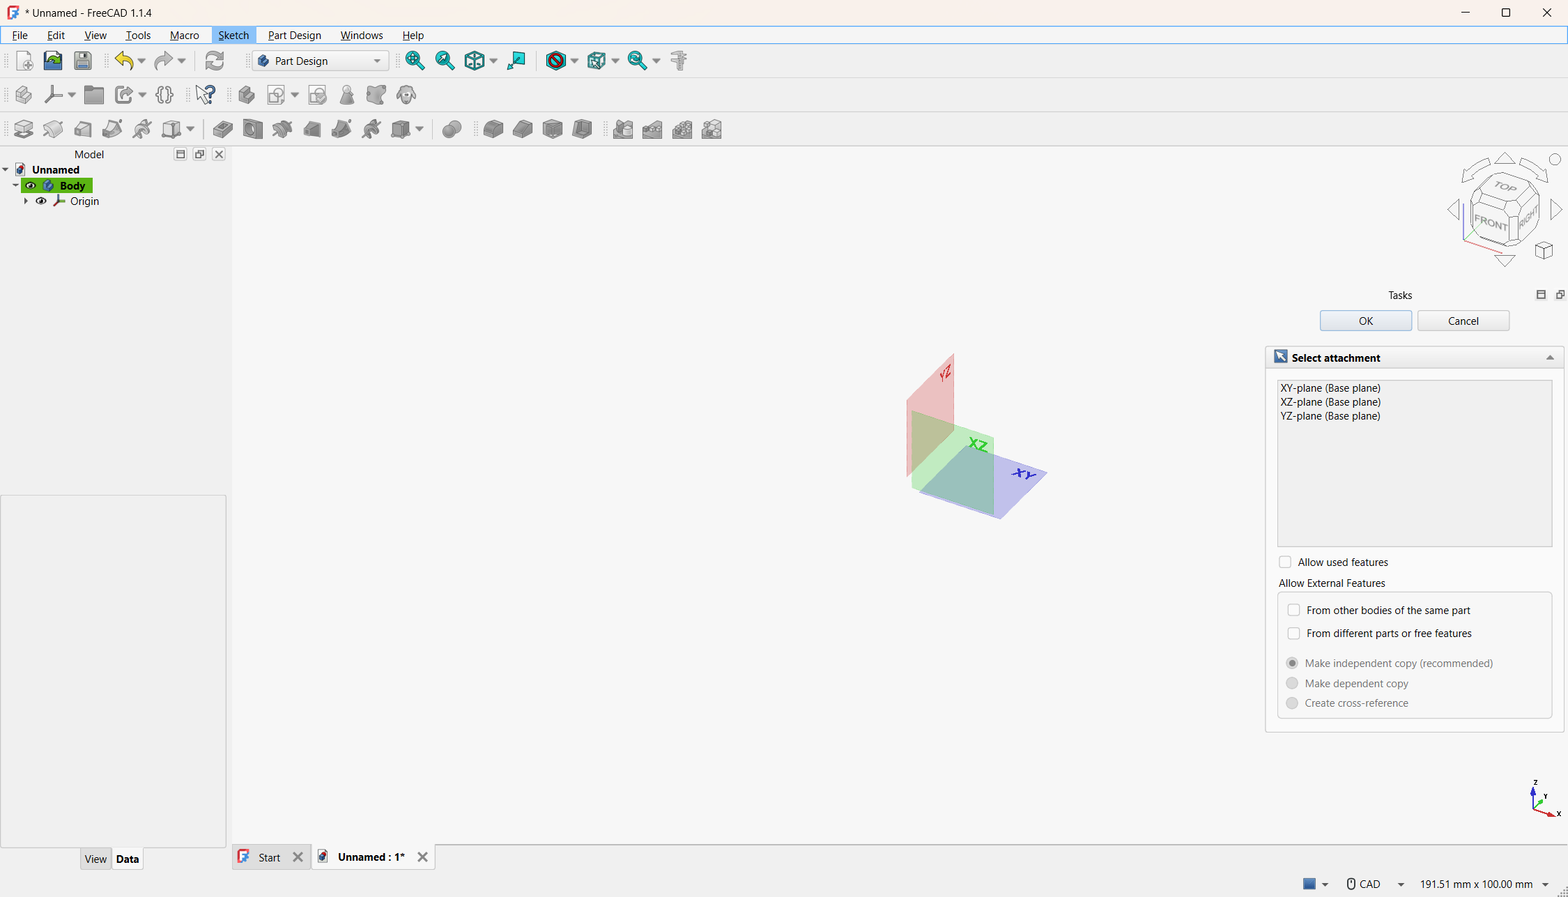 * Unnamed - FreeCAD 1.1.4
File Edit View Tools Macro Sketch Part Design Windows Help
Part Design
Model
Unnamed
Body
Origin
TOP
FRONT
RIGHT
YZ
XZ
XY
Tasks
OK Cancel
Select attachment
XY-plane (Base plane)
XZ-plane (Base plane)
YZ-plane (Base plane)
Allow used features
Allow External Features
From other bodies of the same part
From different parts or free features
Make independent copy (recommended)
Make dependent copy
Create cross-reference
Z
Y
X
View Data
Start Unnamed : 1*
CAD 191.51 mm x 100.00 mm